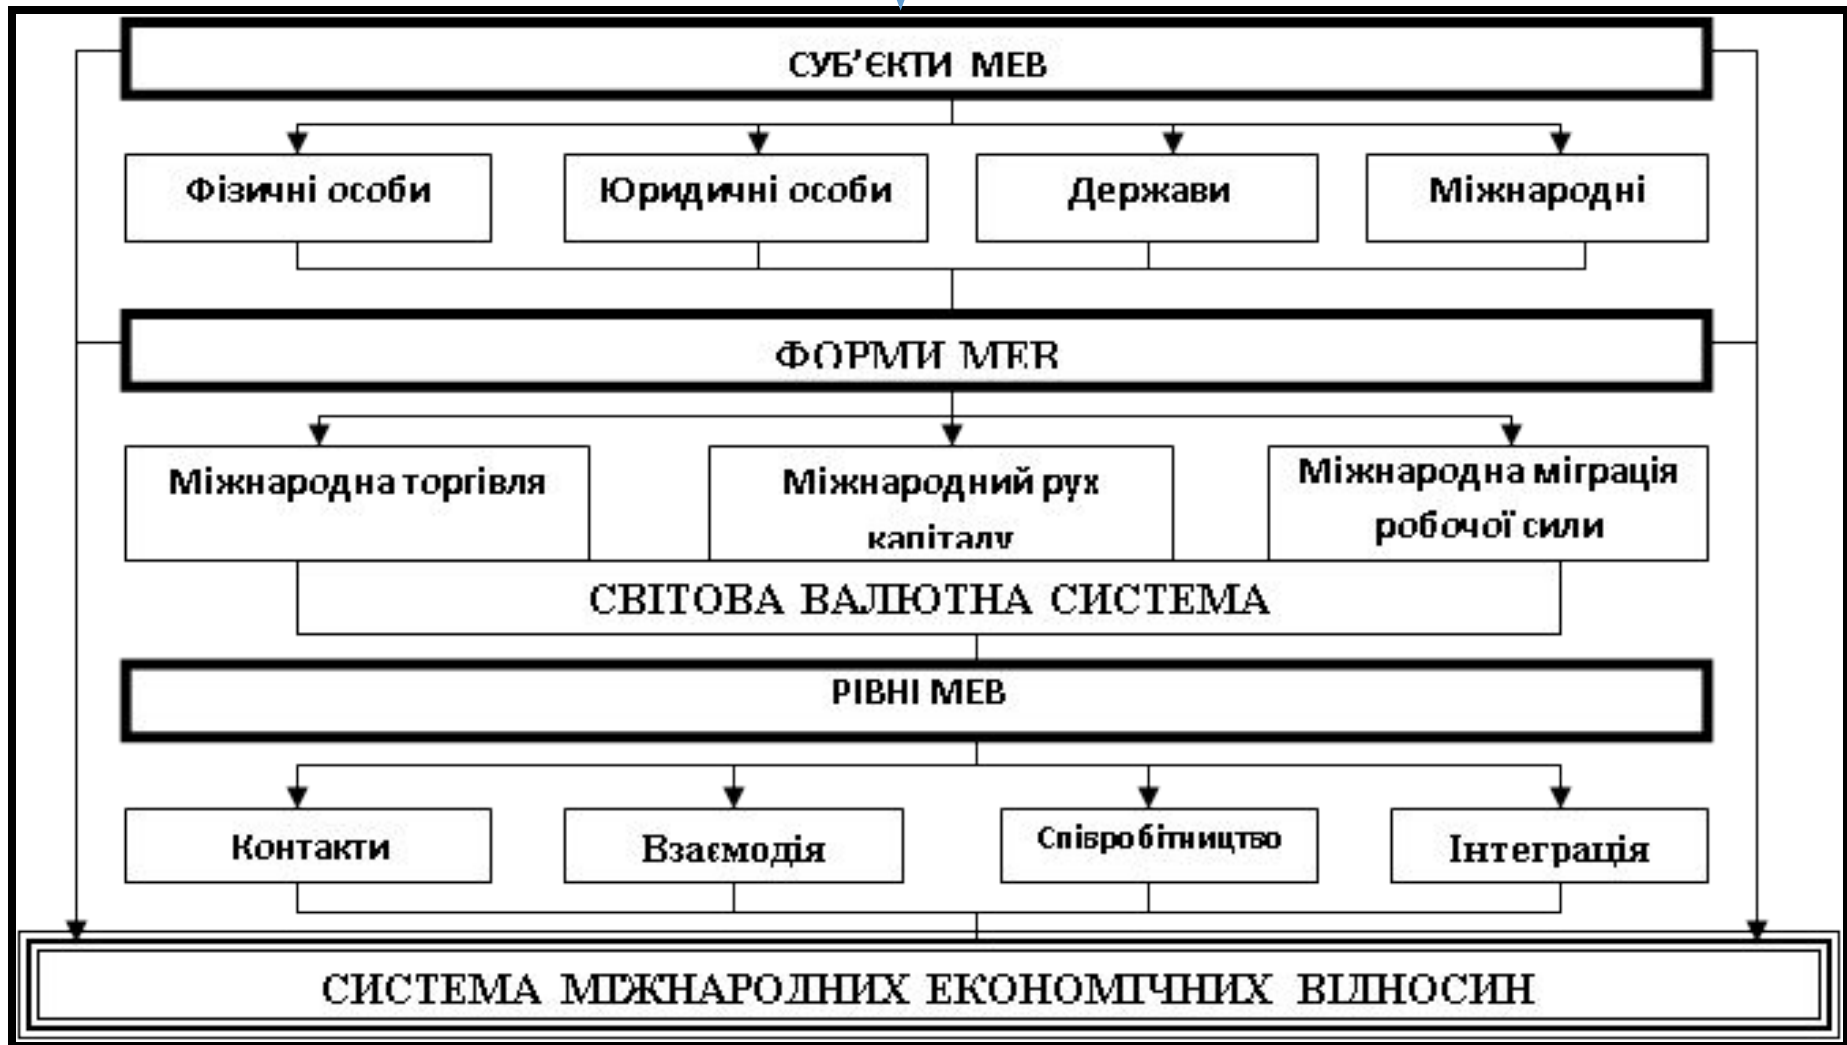 СУБ'ЄКТИ МЕВ
Фізичні особи
Юридичні особи
Держави
Міжнародні
ФОРМИ МЕВ
Міжнародна торгівля
Міжнародний рух
капіталу
Міжнародна міграція
робочої сили
СВІТОВА ВАЛЮТНА СИСТЕМА
РІВНІ МЕВ
Контакти
Взаємодія
Співробітництво
Інтеграція
СИСТЕМА МІЖНАРОДНИХ ЕКОНОМІЧНИХ ВІДНОСИН